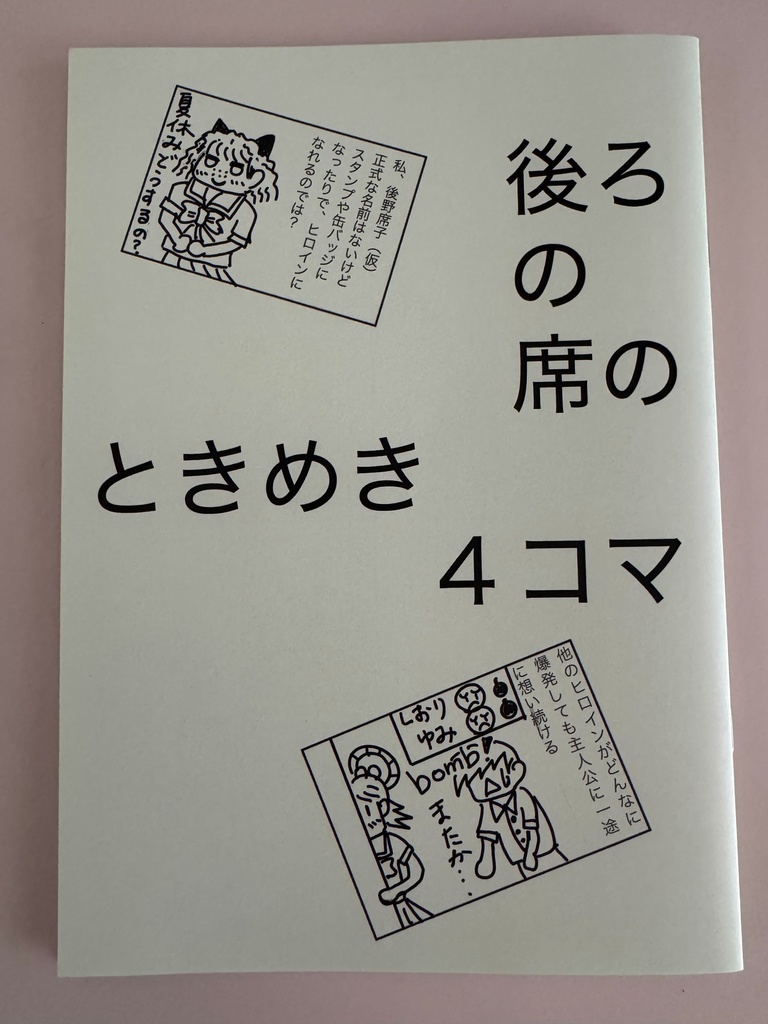 後ろ
の
席の
ときめき
４コマ
私、後野席子（仮）
正式な名前はないけど
スタンプや缶バッジに
なったりで、ヒロインに
なれるのでは？
夏休みどうするの？
他のヒロインがどんなに
爆発しても主人公に一途
に想い続ける
しおり
ゆみ
bomb!
またか...